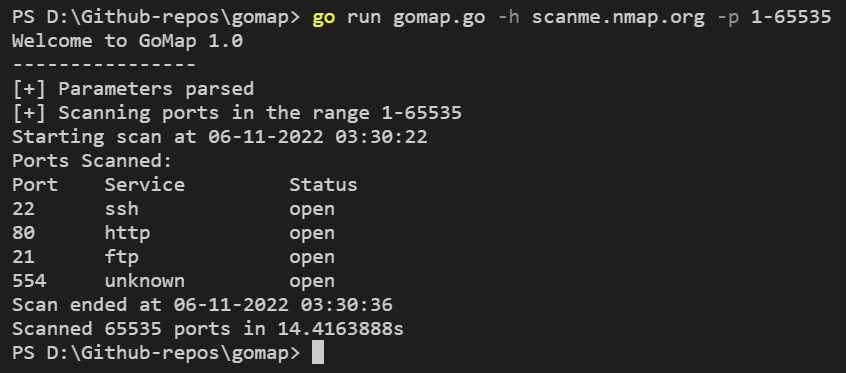 PS D:\Github-repos\gomap> go run gomap.go -h scanme.nmap.org -p 1-65535
Welcome to GoMap 1.0
----------------
[+] Parameters parsed
[+] Scanning ports in the range 1-65535
Starting scan at 06-11-2022 03:30:22
Ports Scanned:
Port    Service         Status
22      ssh             open
80      http            open
21      ftp             open
554     unknown         open
Scan ended at 06-11-2022 03:30:36
Scanned 65535 ports in 14.4163888s
PS D:\Github-repos\gomap>